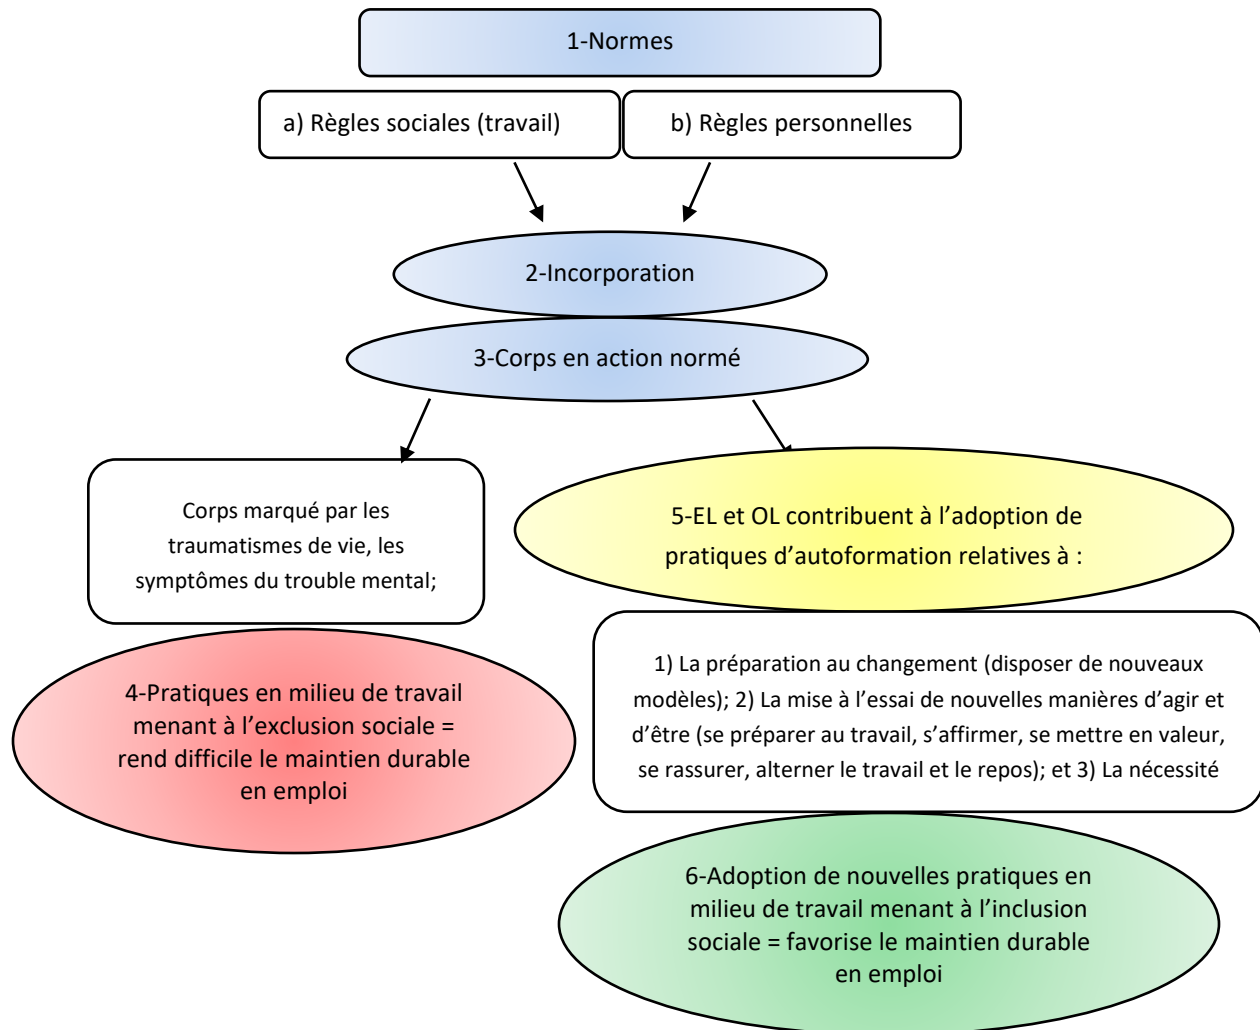 1-Normes
a) Règles sociales (travail)
b) Règles personnelles
2-Incorporation
3-Corps en action normé
Corps marqué par les
traumatismes de vie, les
symptômes du trouble mental;
4-Pratiques en milieu de travail
menant à l’exclusion sociale =
rend difficile le maintien durable
en emploi
5-EL et OL contribuent à l’adoption de
pratiques d’autoformation relatives à :
1) La préparation au changement (disposer de nouveaux
modèles); 2) La mise à l’essai de nouvelles manières d’agir et
d’être (se préparer au travail, s’affirmer, se mettre en valeur,
se rassurer, alterner le travail et le repos); et 3) La nécessité
6-Adoption de nouvelles pratiques en
milieu de travail menant à l’inclusion
sociale = favorise le maintien durable
en emploi